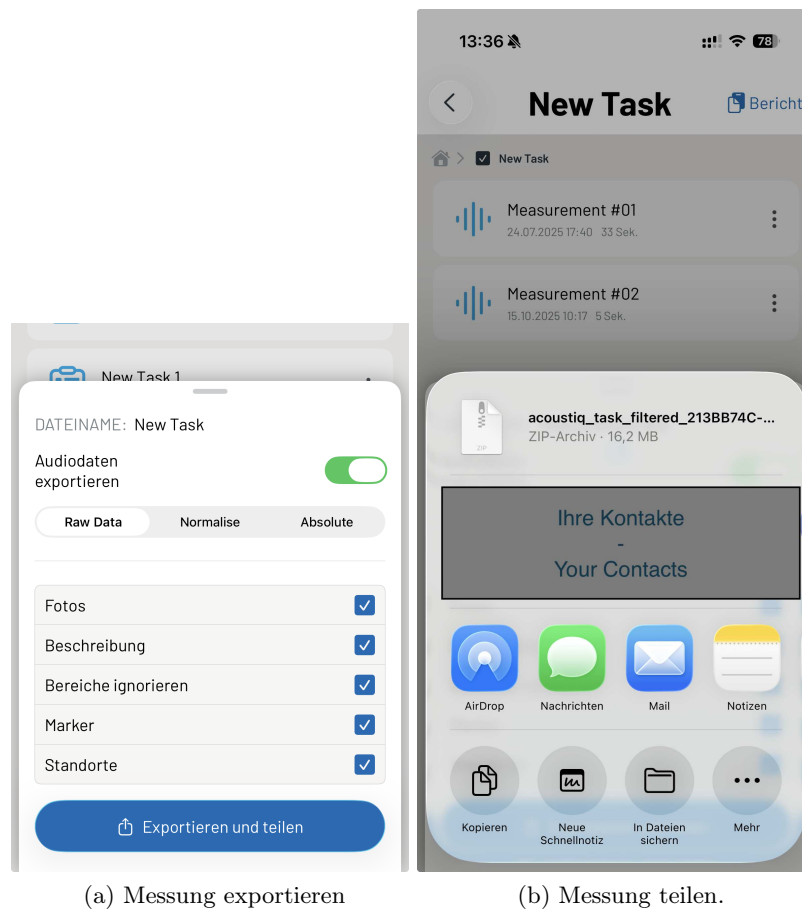 New Task 1
DATEINAME: New Task
Audiodaten
exportieren
Raw Data Normalise Absolute
Fotos
Beschreibung
Bereiche ignorieren
Marker
Standorte
Exportieren und teilen
(a) Messung exportieren
13:36 78
New Task Bericht
New Task
Measurement #01
24.07.2025 17:40 33 Sek.
Measurement #02
15.10.2025 10:17 5 Sek.
ZIP
acoustiq_task_filtered_213BB74C-...
ZIP-Archiv · 16,2 MB
Ihre Kontakte
-
Your Contacts
AirDrop Nachrichten Mail Notizen
Kopieren Neue Schnellnotiz In Dateien sichern Mehr
(b) Messung teilen.